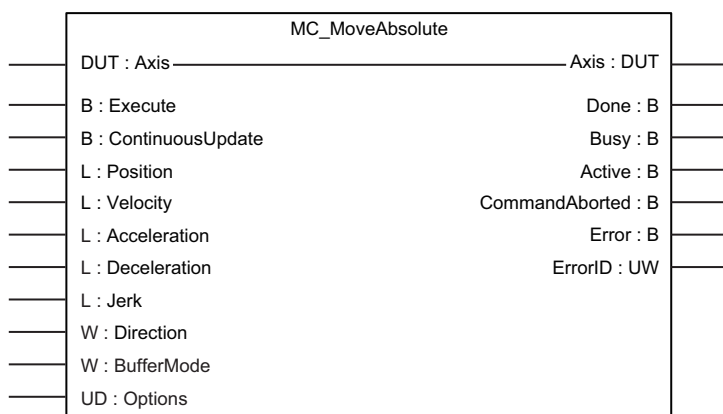 MC_MoveAbsolute
DUT : Axis Axis : DUT
B : Execute Done : B
B : ContinuousUpdate Busy : B
L : Position Active : B
L : Velocity CommandAborted : B
L : Acceleration Error : B
L : Deceleration ErrorID : UW
L : Jerk
W : Direction
W : BufferMode
UD : Options